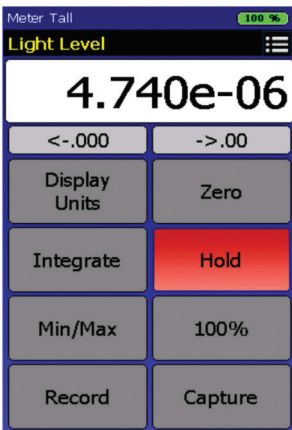 Meter Tall 100 %
Light Level
4.740e-06
<-.000 ->.00
Display
Units
Zero
Integrate Hold
Min/Max 100%
Record Capture